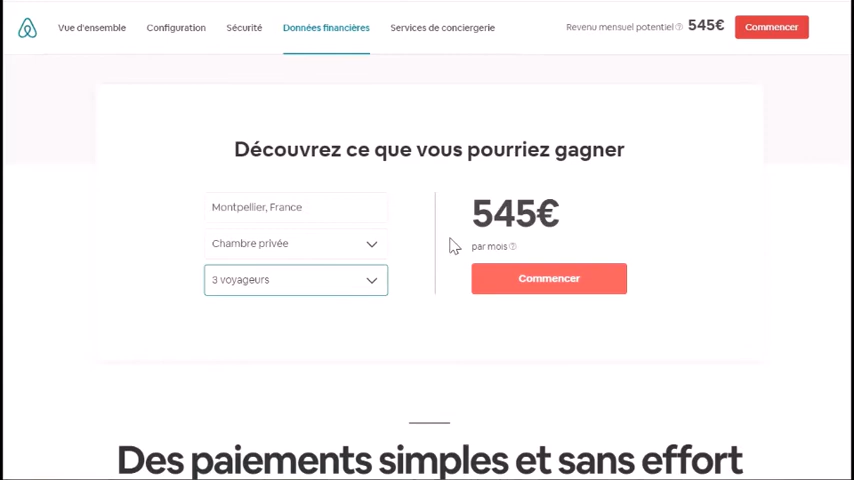 Vue d'ensemble Configuration Sécurité Données financières Services de conciergerie Revenu mensuel potentiel ? 545€ Commencer
Découvrez ce que vous pourriez gagner
Montpellier, France
Chambre privée
3 voyageurs
545€
par mois ?
Commencer
Des paiements simples et sans effort